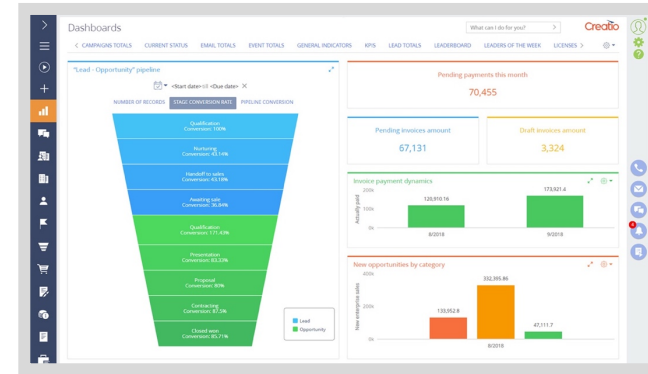 Dashboards
What can I do for you?
Creatio
CAMPAIGNS TOTALS CURRENT STATUS EMAIL TOTALS EVENT TOTALS GENERAL INDICATORS KPIS LEAD TOTALS LEADERBOARD LEADERS OF THE WEEK LICENSES
"Lead - Opportunity" pipeline
<Start date> <Due date>
NUMBER OF RECORDS STAGE CONVERSION RATE PIPELINE CONVERSION
Qualification
Conversion: 100%
Nurturing
Conversion: 43.14%
Handoff to sales
Conversion: 43.18%
Awaiting sale
Conversion: 36.84%
Qualification
Conversion: 171.43%
Presentation
Conversion: 83.33%
Proposal
Conversion: 80%
Contracting
Conversion: 87.5%
Closed won
Conversion: 85.71%
Lead
Opportunity
Pending payments this month
70,455
Pending invoices amount
67,131
Draft invoices amount
3,324
Invoice payment dynamics
Actually paid
200k
100k
0k
120,910.16
173,921.4
8/2018
9/2018
New opportunities by category
New enterprise sales
400k
200k
0k
133,952.8
332,395.86
47,111.7
9/2018